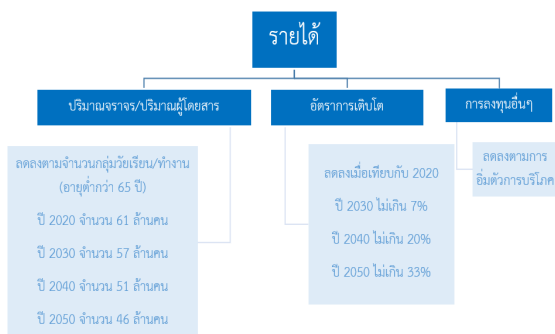 รายได้
ปริมาณจราจร/ปริมาณผู้โดยสาร
อัตราการเติบโต
การลงทุนอื่นๆ
ลดลงตามจำนวนกลุ่มวัยเรียน/ทำงาน
(อายุต่ำกว่า 65 ปี)
ปี 2020 จำนวน 61 ล้านคน
ปี 2030 จำนวน 57 ล้านคน
ปี 2040 จำนวน 51 ล้านคน
ปี 2050 จำนวน 46 ล้านคน
ลดลงเมื่อเทียบกับ 2020
ปี 2030 ไม่เกิน 7%
ปี 2040 ไม่เกิน 20%
ปี 2050 ไม่เกิน 33%
ลดลงตามการ
อิ่มตัวการบริโภค